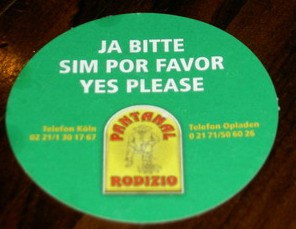 JA BITTE
SIM POR FAVOR
YES PLEASE
Telefon Köln
02 21/1 30 17 67
PANTANAL
RODIZIO
Telefon Opladen
0 21 71/50 60 26